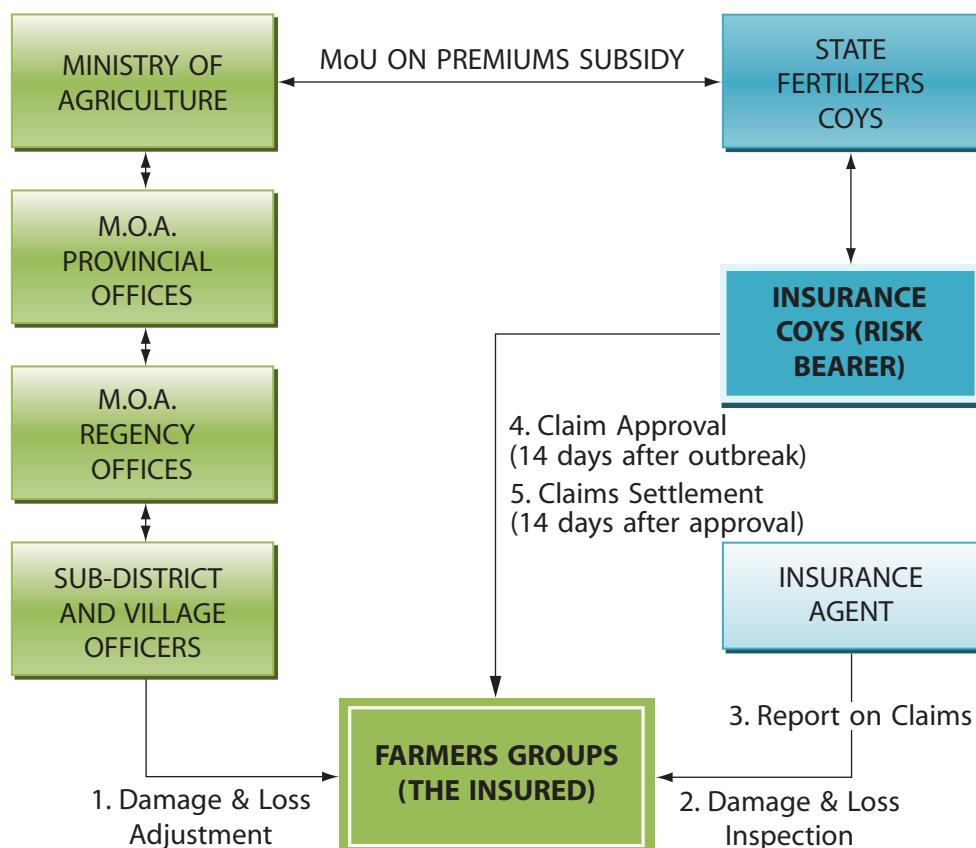 MINISTRY OF
AGRICULTURE
MoU ON PREMIUMS SUBSIDY
STATE
FERTILIZERS
COYS
M.O.A.
PROVINCIAL
OFFICES
INSURANCE
COYS (RISK
BEARER)
M.O.A.
REGENCY
OFFICES
4. Claim Approval
(14 days after outbreak)
5. Claims Settlement
(14 days after approval)
SUB-DISTRICT
AND VILLAGE
OFFICERS
INSURANCE
AGENT
3. Report on Claims
FARMERS GROUPS
(THE INSURED)
1. Damage & Loss
Adjustment
2. Damage & Loss
Inspection